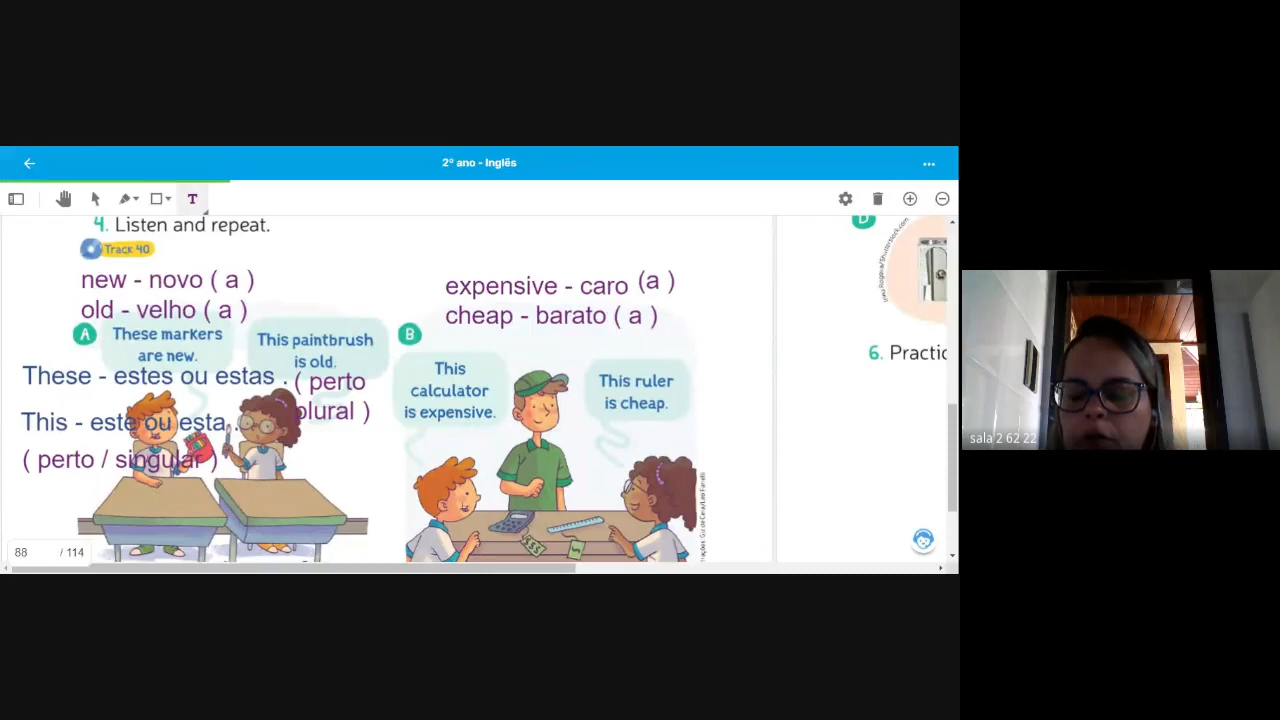 2º ano - Inglês
T
4. Listen and repeat.
Track 40
new - novo ( a )
old - velho ( a )
expensive - caro (a )
cheap - barato ( a )
A
These markers
are new.
This paintbrush
is old.
These - estes ou estas .
( perto
plural )
This - este ou esta .
( perto / singular )
B
This
calculator
is expensive.
This ruler
is cheap.
$$$
$
D
6. Practic
88 / 114
sala 2 62 22